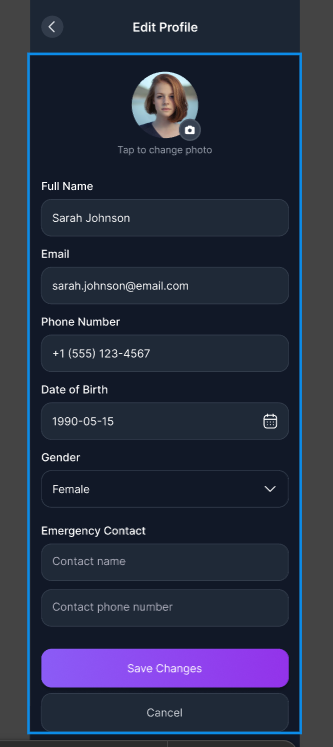 Edit Profile
Tap to change photo
Full Name
Sarah Johnson
Email
sarah.johnson@email.com
Phone Number
+1 (555) 123-4567
Date of Birth
1990-05-15
Gender
Female
Emergency Contact
Contact name
Contact phone number
Save Changes
Cancel